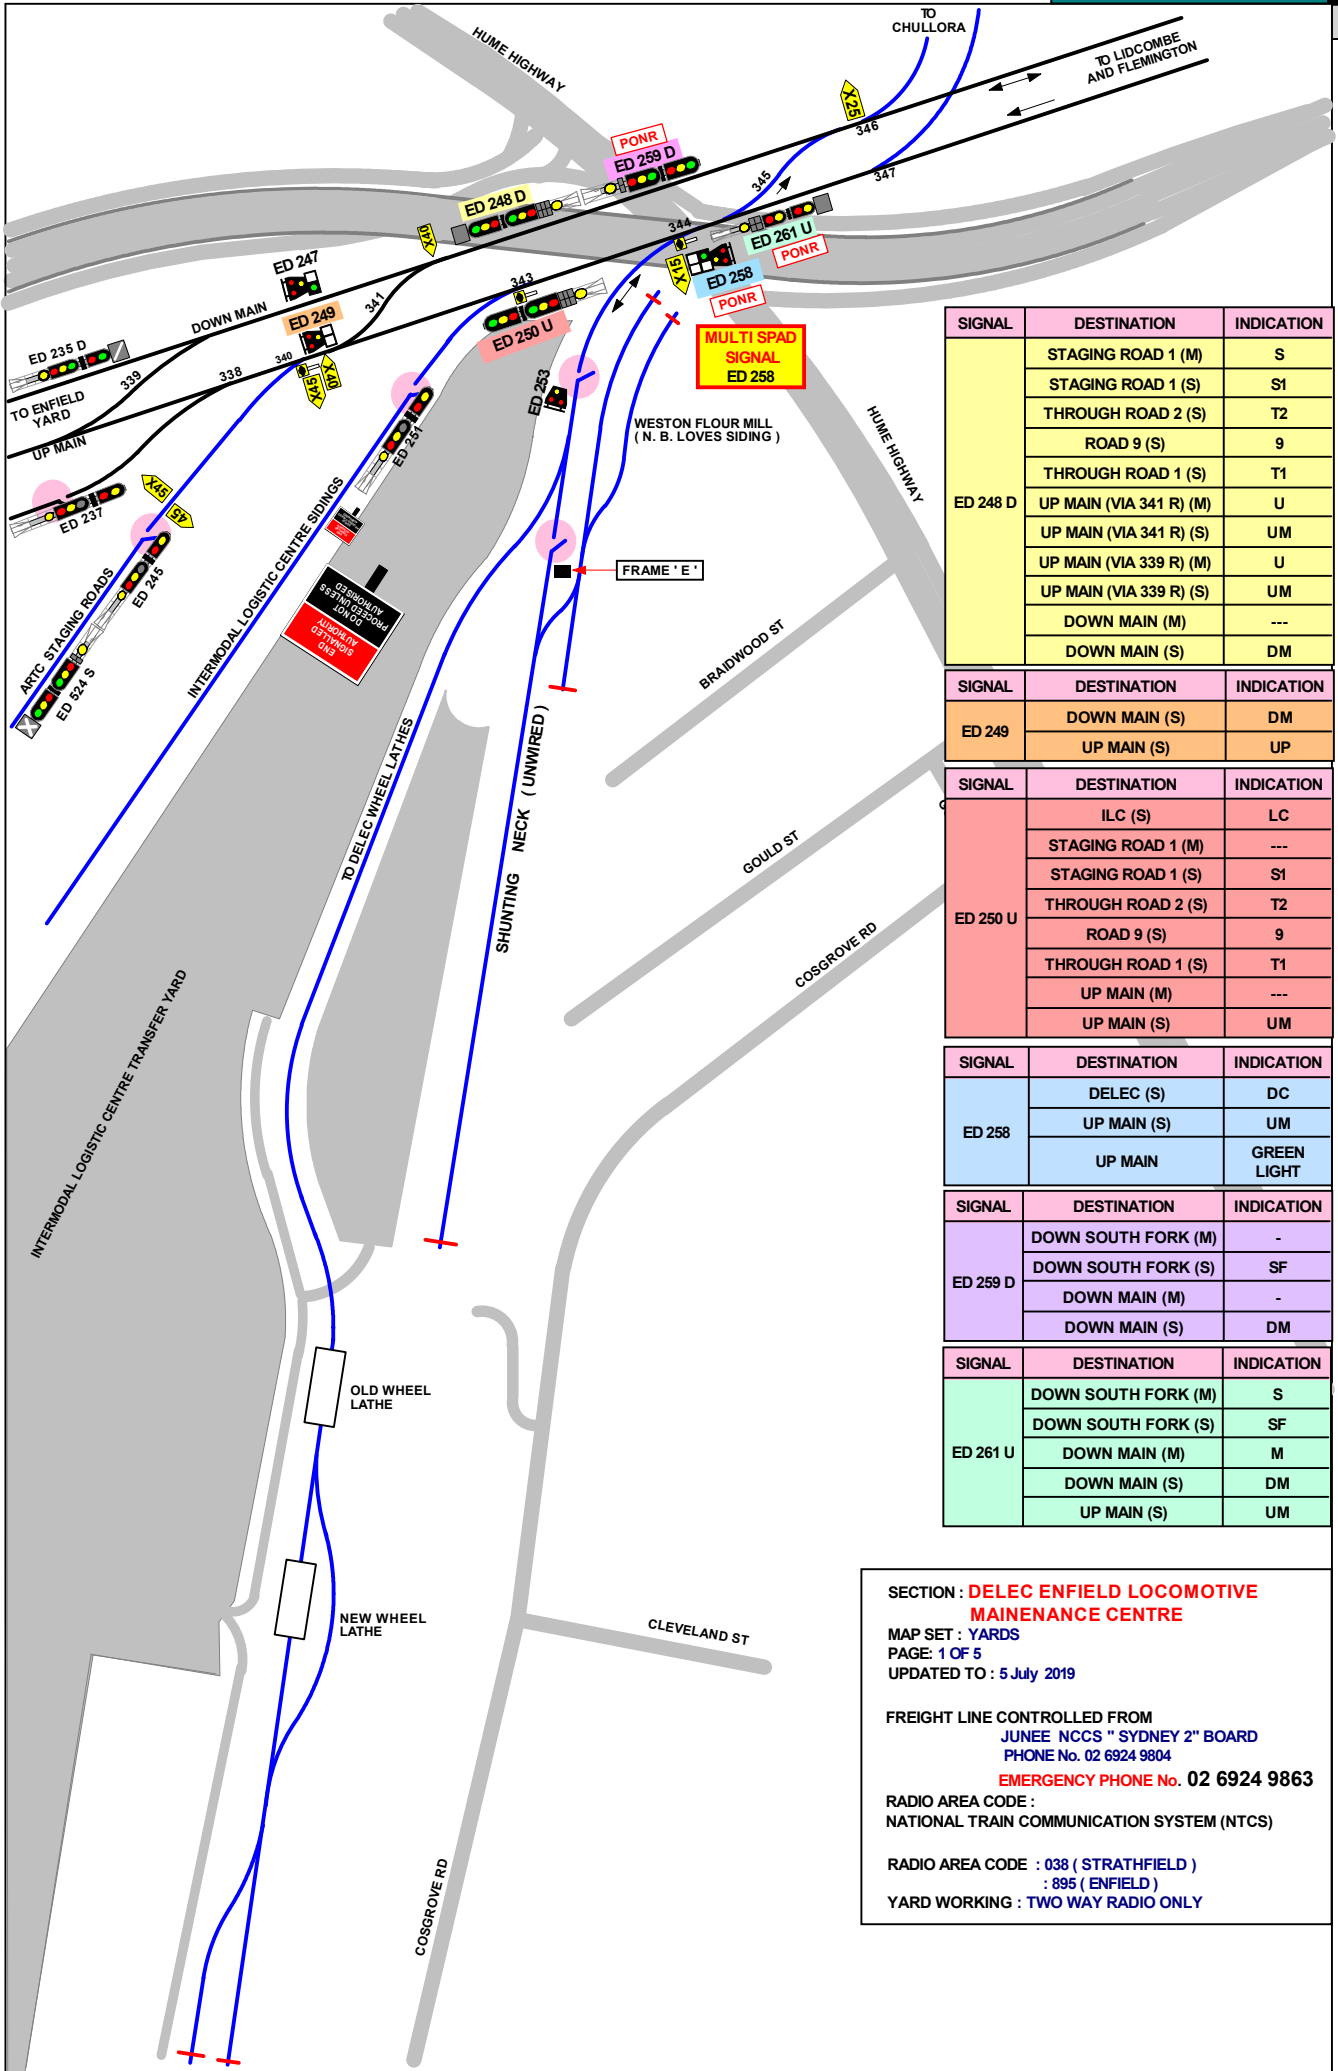 TO
CHULLORA
TO LIDCOMBE
AND FLEMINGTON
HUME HIGHWAY
X25
346
PONR
ED 259 D
345
347
ED 248 D
344
ED 261 U
PONR
X40
X15
ED 258
PONR
ED 247
343
341
DOWN MAIN
ED 249
ED 250 U
MULTI SPAD
SIGNAL
ED 258
ED 235 D
340
339
338
X45
X40
TO ENFIELD
YARD
UP MAIN
ED 253
ED 251
WESTON FLOUR MILL
( N. B. LOVES SIDING )
HUME HIGHWAY
X45
45
ED 237
ED 245
INTERMODAL LOGISTIC CENTRE SIDINGS
FRAME ' E '
ARTC STAGING ROADS
ED 524 S
END
SIGNALLED
AUTHORITY
DO NOT
PROCEED UNLESS
AUTHORISED
BRAIDWOOD ST
TO DELEC WHEEL LATHES
SHUNTING NECK ( UNWIRED )
GOULD ST
COSGROVE RD
INTERMODAL LOGISTIC CENTRE TRANSFER YARD
OLD WHEEL
LATHE
NEW WHEEL
LATHE
CLEVELAND ST
COSGROVE RD
SIGNAL DESTINATION INDICATION
ED 248 D
STAGING ROAD 1 (M) S
STAGING ROAD 1 (S) S1
THROUGH ROAD 2 (S) T2
ROAD 9 (S) 9
THROUGH ROAD 1 (S) T1
UP MAIN (VIA 341 R) (M) U
UP MAIN (VIA 341 R) (S) UM
UP MAIN (VIA 339 R) (M) U
UP MAIN (VIA 339 R) (S) UM
DOWN MAIN (M) ---
DOWN MAIN (S) DM
SIGNAL DESTINATION INDICATION
ED 249
DOWN MAIN (S) DM
UP MAIN (S) UP
SIGNAL DESTINATION INDICATION
ED 250 U
ILC (S) LC
STAGING ROAD 1 (M) ---
STAGING ROAD 1 (S) S1
THROUGH ROAD 2 (S) T2
ROAD 9 (S) 9
THROUGH ROAD 1 (S) T1
UP MAIN (M) ---
UP MAIN (S) UM
SIGNAL DESTINATION INDICATION
ED 258
DELEC (S) DC
UP MAIN (S) UM
UP MAIN GREEN
LIGHT
SIGNAL DESTINATION INDICATION
ED 259 D
DOWN SOUTH FORK (M) -
DOWN SOUTH FORK (S) SF
DOWN MAIN (M) -
DOWN MAIN (S) DM
SIGNAL DESTINATION INDICATION
ED 261 U
DOWN SOUTH FORK (M) S
DOWN SOUTH FORK (S) SF
DOWN MAIN (M) M
DOWN MAIN (S) DM
UP MAIN (S) UM
SECTION : DELEC ENFIELD LOCOMOTIVE
MAINENANCE CENTRE
MAP SET : YARDS
PAGE: 1 OF 5
UPDATED TO : 5 July 2019
FREIGHT LINE CONTROLLED FROM
JUNEE NCCS " SYDNEY 2" BOARD
PHONE No. 02 6924 9804
EMERGENCY PHONE No. 02 6924 9863
RADIO AREA CODE :
NATIONAL TRAIN COMMUNICATION SYSTEM (NTCS)
RADIO AREA CODE : 038 ( STRATHFIELD )
: 895 ( ENFIELD )
YARD WORKING : TWO WAY RADIO ONLY